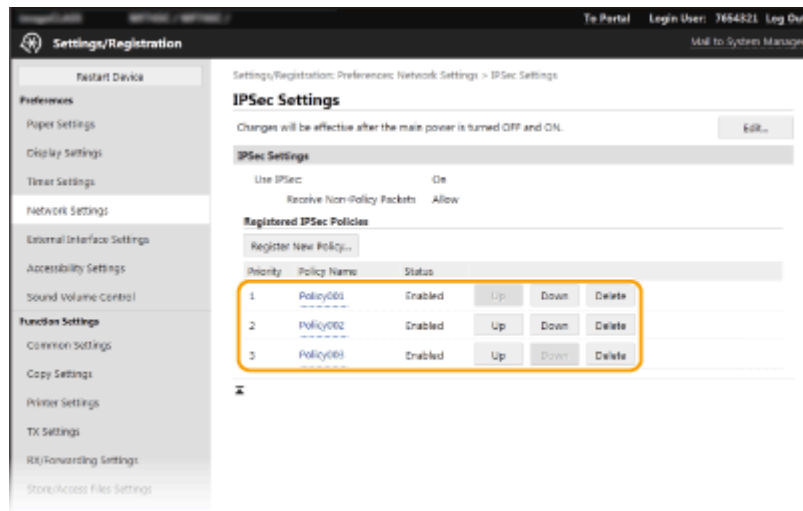 To Portal Login User: 7654321 Log Ou
Settings/Registration
Mail to System Manage
Restart Device
Preferences
Paper Settings
Display Settings
Timer Settings
Network Settings
External Interface Settings
Accessibility Settings
Sound Volume Control
Function Settings
Common Settings
Copy Settings
Printer Settings
TX Settings
RX/Forwarding Settings
Store/Access Files Settings
Settings/Registration: Preferences: Network Settings > IPSec Settings
IPSec Settings
Changes will be effective after the main power is turned OFF and ON.
Edit...
IPSec Settings
Use IPSec: On
Receive Non-Policy Packets Allow
Registered IPSec Policies
Register New Policy...
Priority Policy Name Status
1 Policy001 Enabled Up Down Delete
2 Policy002 Enabled Up Down Delete
3 Policy003 Enabled Up Down Delete